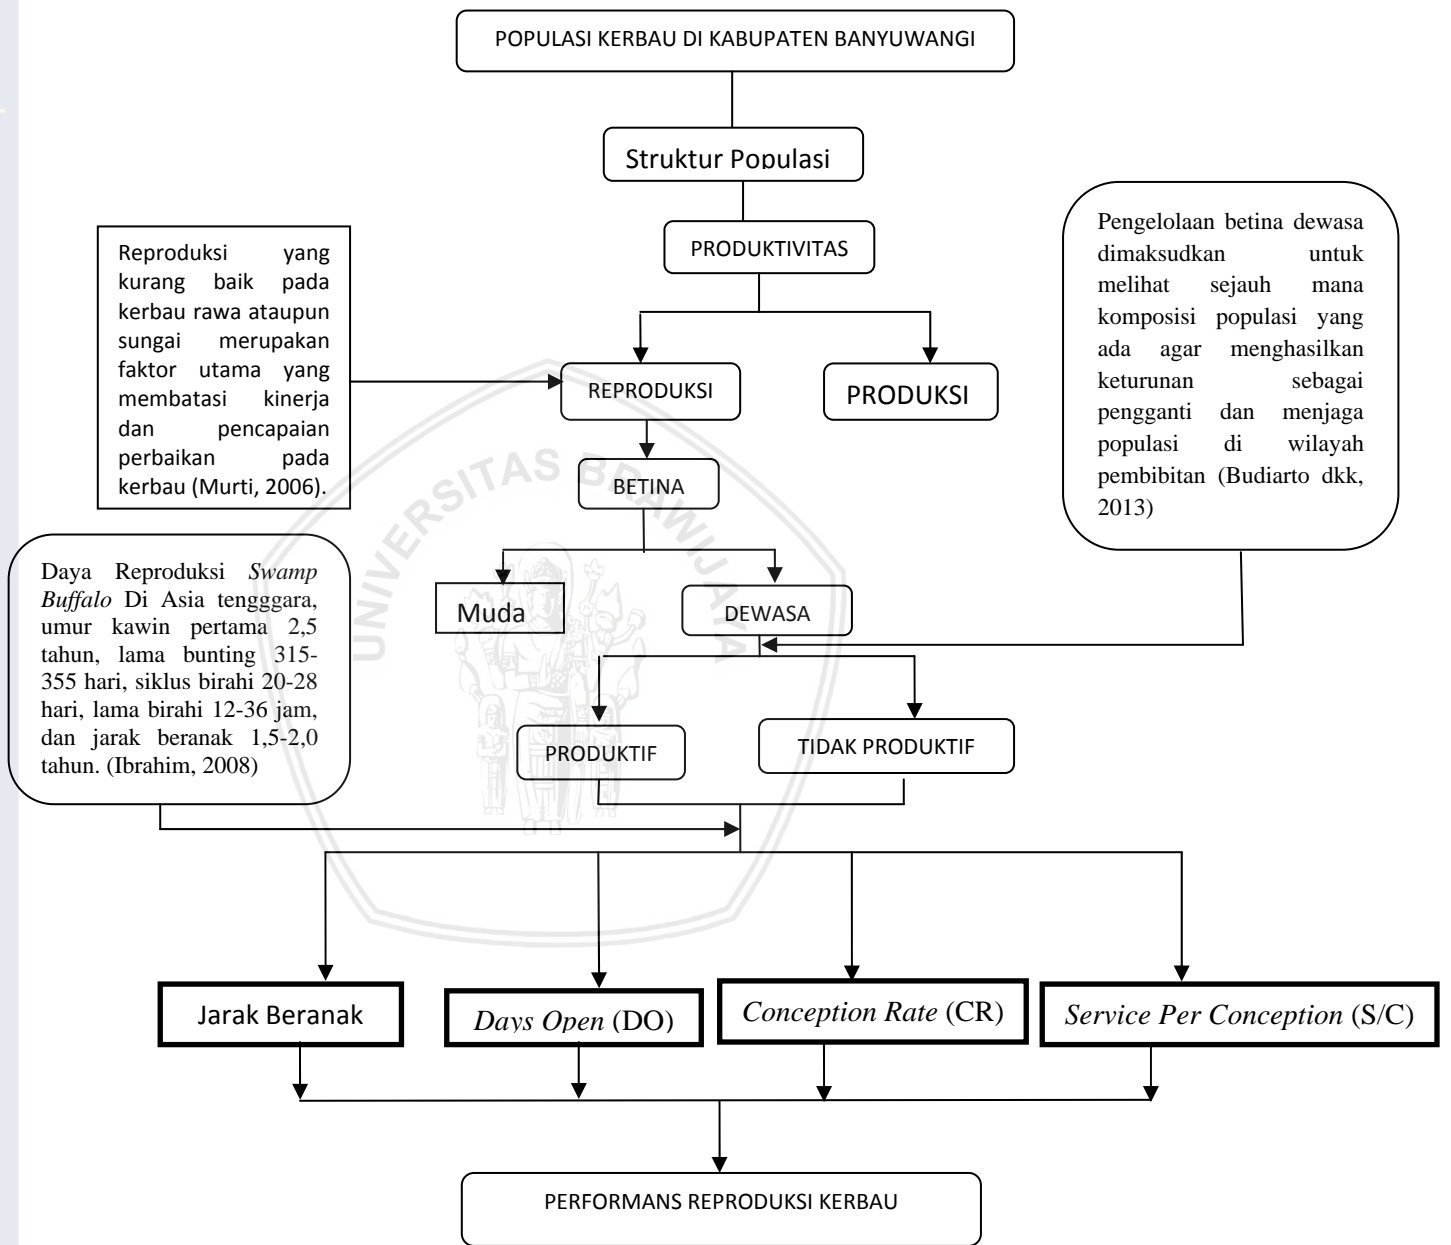 POPULASI KERBAU DI KABUPATEN BANYUWANGI
Struktur Populasi
PRODUKTIVITAS
Reproduksi yang
kurang baik pada
kerbau rawa ataupun
sungai merupakan
faktor utama yang
membatasi kinerja
dan pencapaian
perbaikan pada
kerbau (Murti, 2006).
Pengelolaan betina dewasa
dimaksudkan untuk
melihat sejauh mana
komposisi populasi yang
ada agar menghasilkan
keturunan sebagai
pengganti dan menjaga
populasi di wilayah
pembibitan (Budiarto dkk,
2013)
REPRODUKSI
PRODUKSI
BETINA
Daya Reproduksi Swamp
Buffalo Di Asia tengggara,
umur kawin pertama 2,5
tahun, lama bunting 315-
355 hari, siklus birahi 20-28
hari, lama birahi 12-36 jam,
dan jarak beranak 1,5-2,0
tahun. (Ibrahim, 2008)
Muda
DEWASA
PRODUKTIF
TIDAK PRODUKTIF
Jarak Beranak
Days Open (DO)
Conception Rate (CR)
Service Per Conception (S/C)
PERFORMANS REPRODUKSI KERBAU
UNIVERSITAS BRAWIJAYA